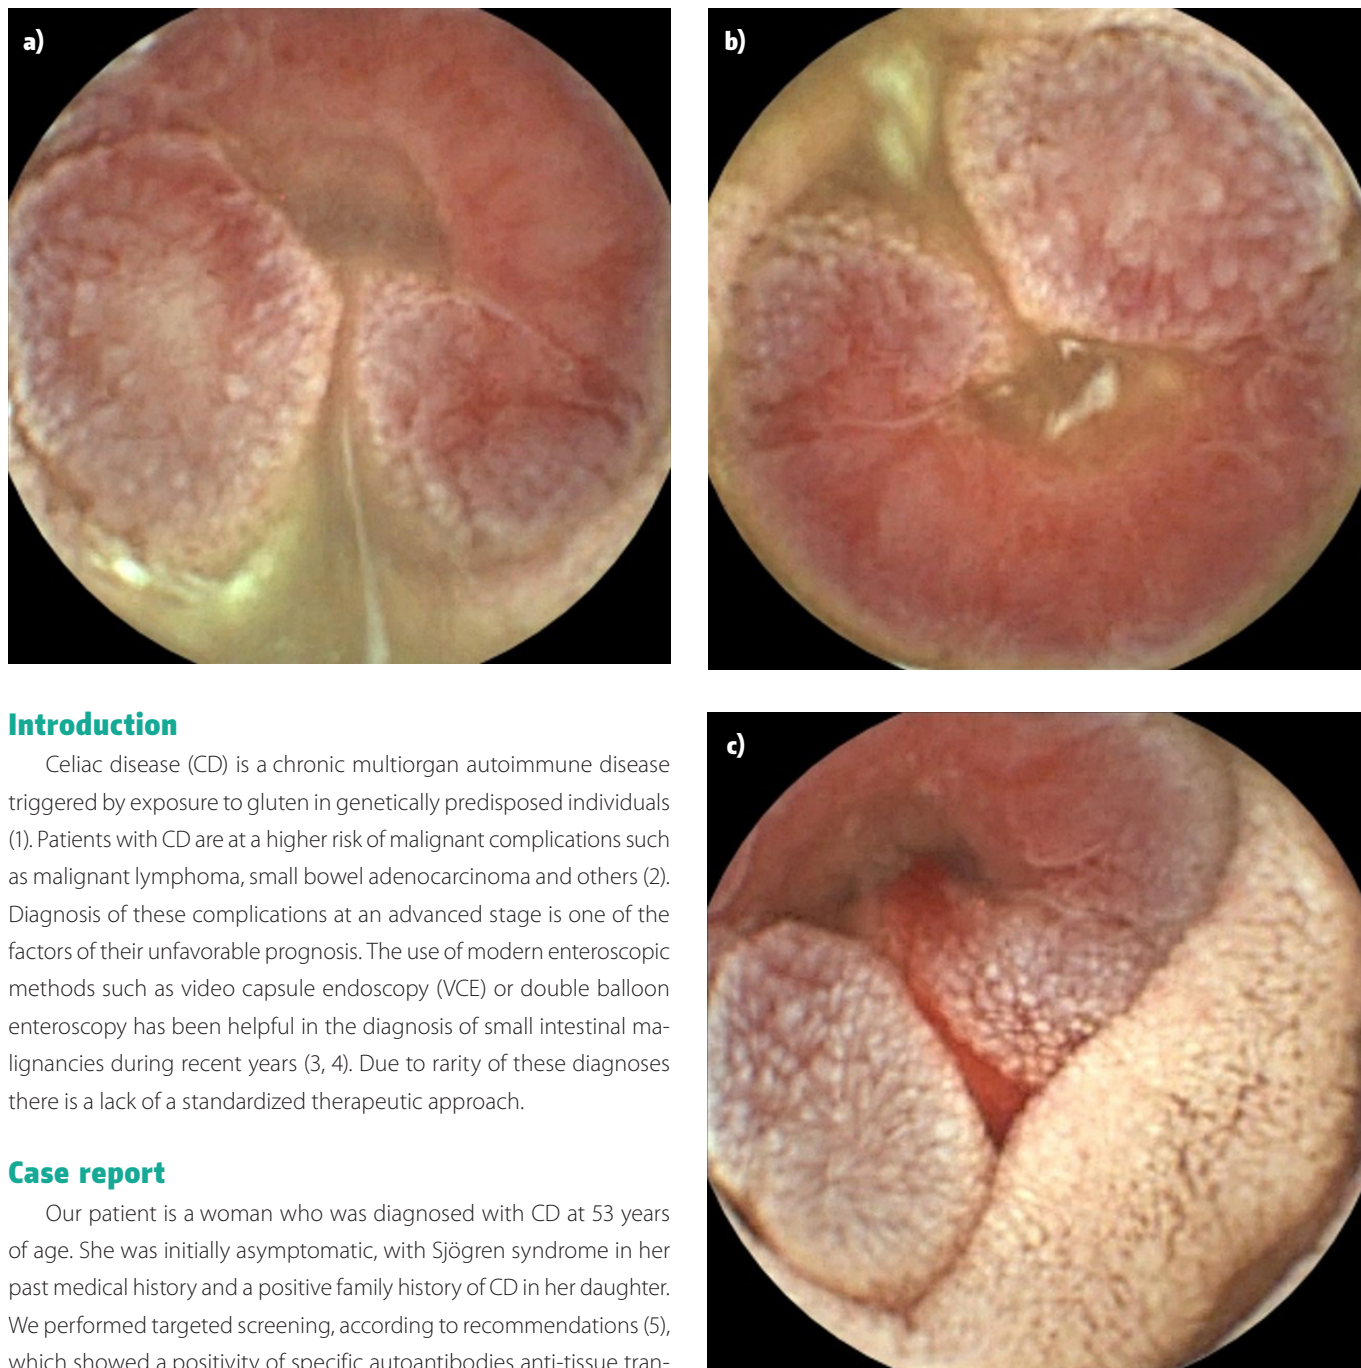 a)
b)
Introduction
Celiac disease (CD) is a chronic multiorgan autoimmune disease
triggered by exposure to gluten in genetically predisposed individuals
(1). Patients with CD are at a higher risk of malignant complications such
as malignant lymphoma, small bowel adenocarcinoma and others (2).
Diagnosis of these complications at an advanced stage is one of the
factors of their unfavorable prognosis. The use of modern enteroscopic
methods such as video capsule endoscopy (VCE) or double balloon
enteroscopy has been helpful in the diagnosis of small intestinal ma-
lignancies during recent years (3, 4). Due to rarity of these diagnoses
there is a lack of a standardized therapeutic approach.
Case report
Our patient is a woman who was diagnosed with CD at 53 years
of age. She was initially asymptomatic, with Sjögren syndrome in her
past medical history and a positive family history of CD in her daughter.
We performed targeted screening, according to recommendations (5),
which showed a positivity of specific autoantibodies anti-tissue tran-
c)